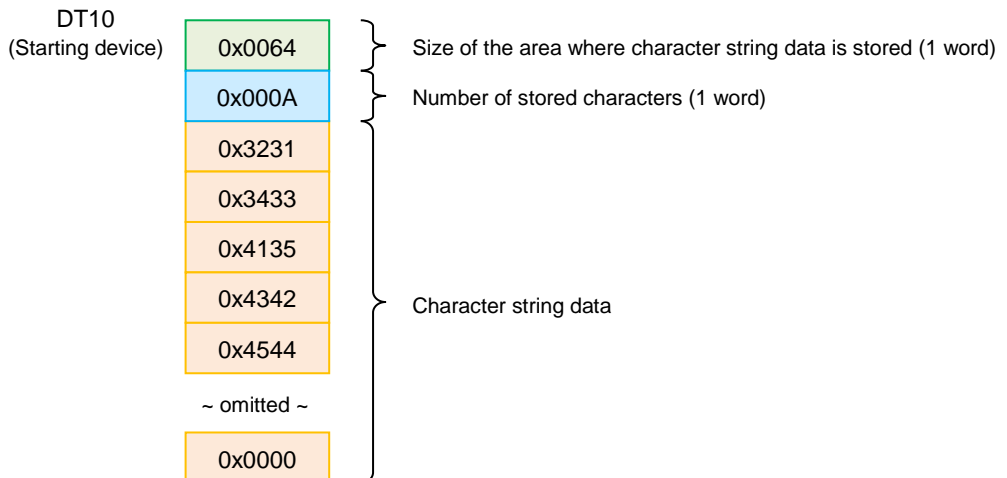 DT10
(Starting device)
0x0064
Size of the area where character string data is stored (1 word)
0x000A
Number of stored characters (1 word)
0x3231
0x3433
0x4135
0x4342
Character string data
0x4544
~ omitted ~
0x0000